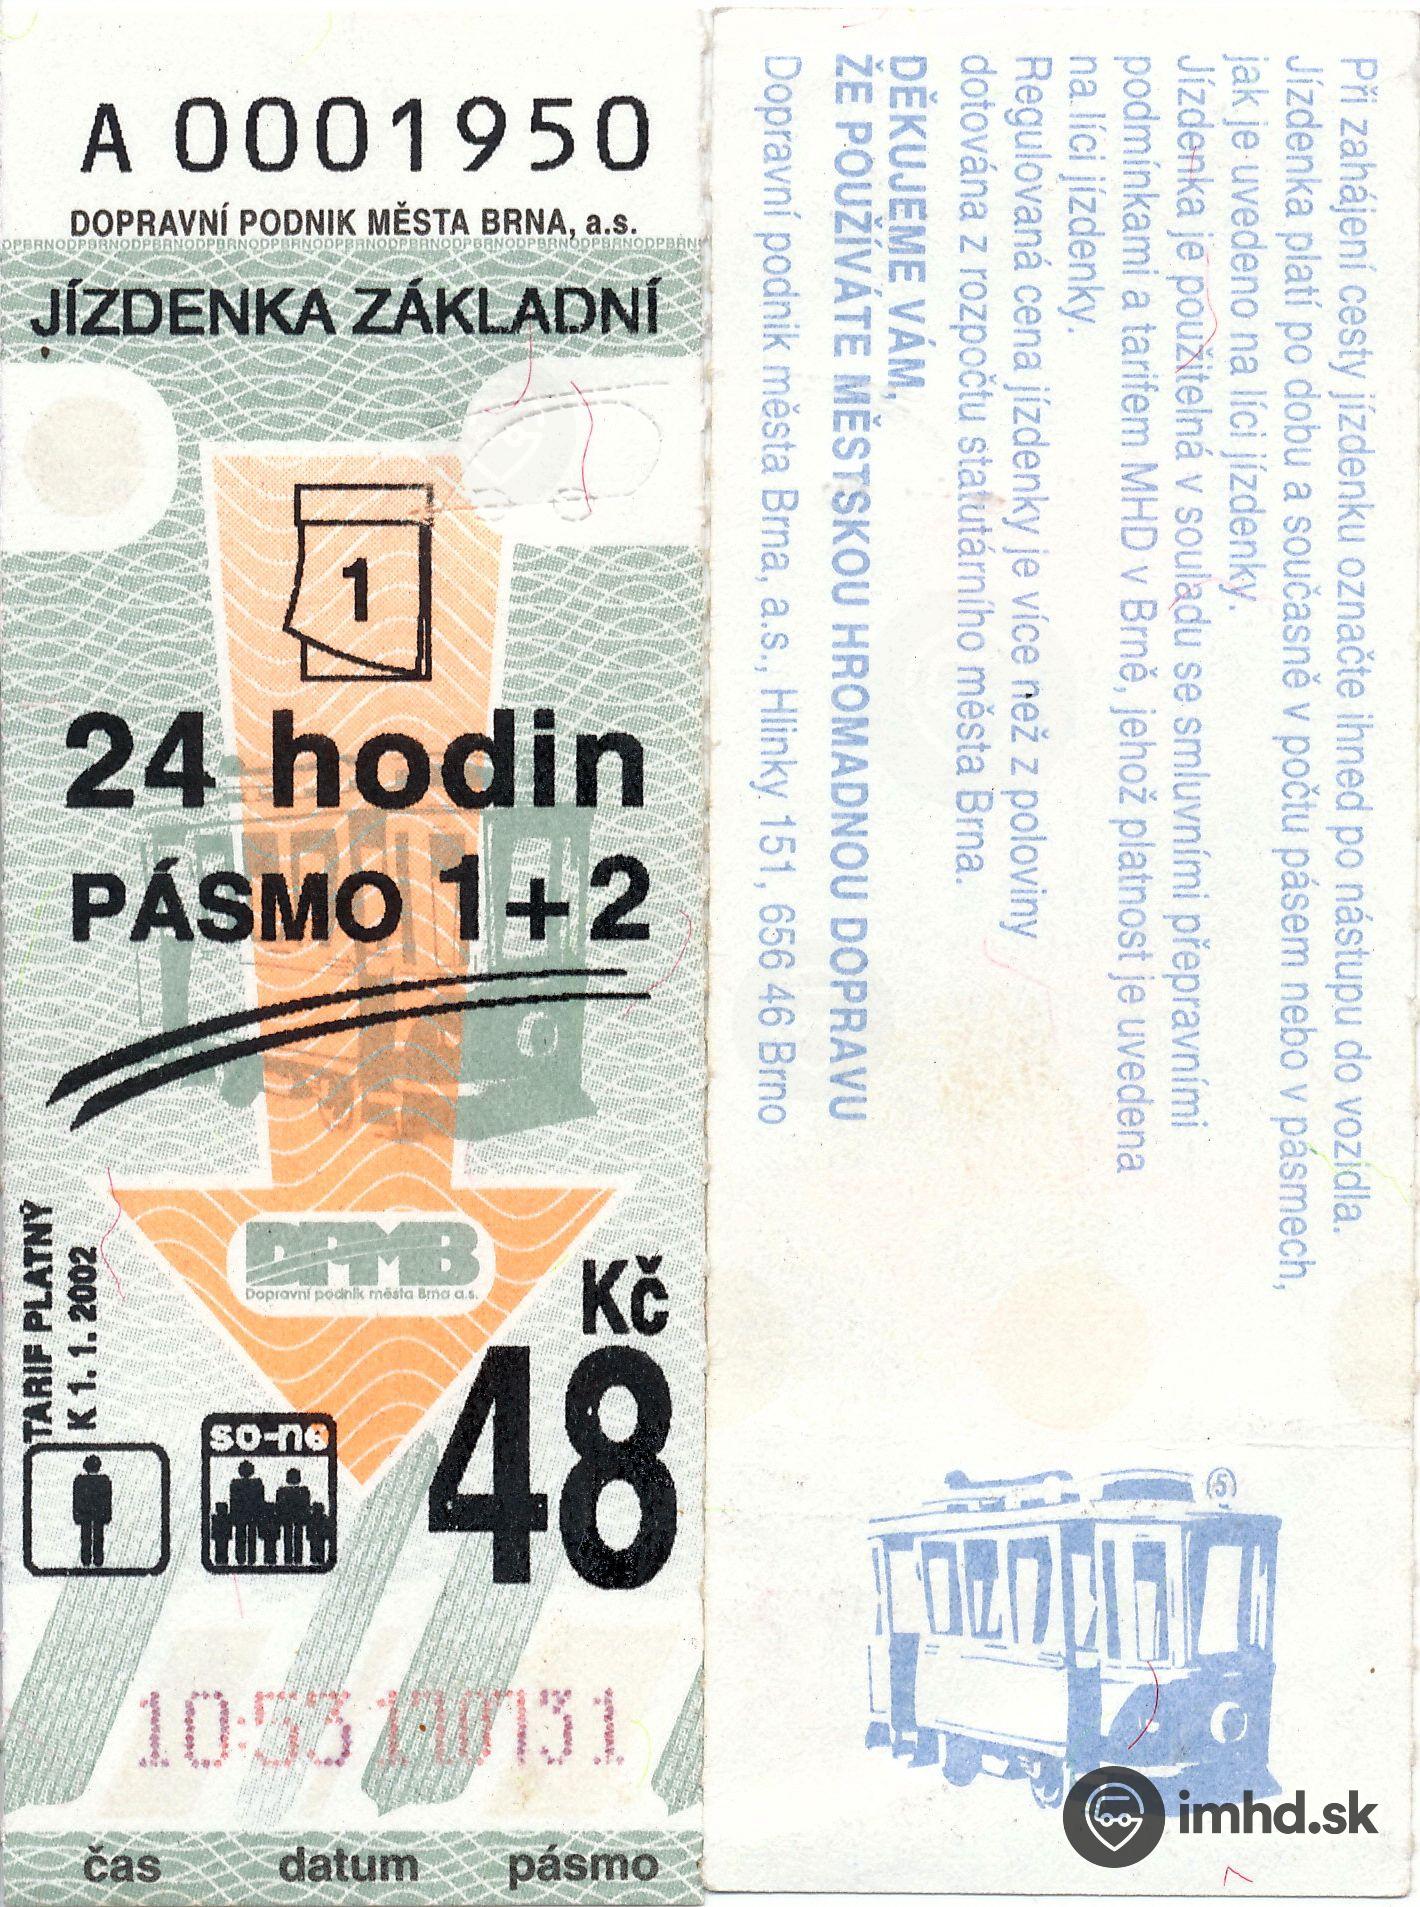 A 0001950
DOPRAVNÍ PODNIK MĚSTA BRNA, a.s.
DPBRNODPBRNODPBRNODPBRNODPBRNODPBRNODPBRNODPBRNODPBRNODPBRN
JÍZDENKA ZÁKLADNÍ
1
24 hodin
PÁSMO 1+2
DPMB
Dopravní podnik města Brna a.s.
TARIF PLATNÝ
K 1. 1. 2002
Kč
48
so-ne
10:53
čas datum pásmo
Při zahájení cesty jízdenku označte ihned po nástupu do vozidla.
Jízdenka platí po dobu a současně v počtu pásem nebo v pásmech,
jak je uvedeno na líci jízdenky.
Jízdenka je použitelná v souladu se smluvními přepravními
podmínkami a tarifem MHD v Brně, jehož platnost je uvedena
na líci jízdenky.
Regulovaná cena jízdenky je více než z poloviny
dotována z rozpočtu statutárního města Brna.
DĚKUJEME VÁM,
ŽE POUŽÍVÁTE MĚSTSKOU HROMADNOU DOPRAVU
Dopravní podnik města Brna, a.s., Hlinky 151, 656 46 Brno
5
imhd.sk